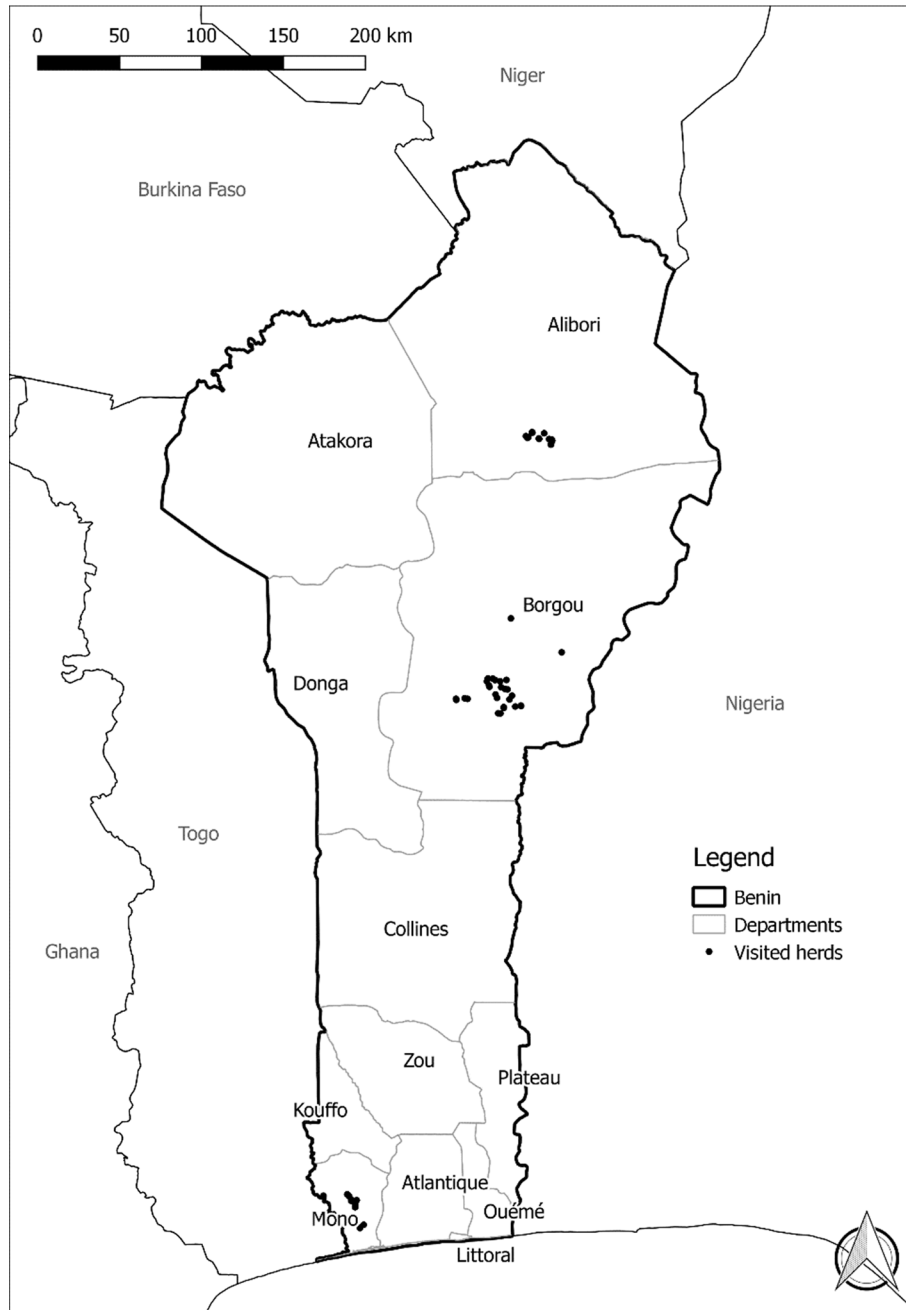 0 50 100 150 200 km
Niger
Burkina Faso
Alibori
Atakora
Borgou
Donga
Nigeria
Togo
Legend
Benin
Departments
Visited herds
Collines
Ghana
Zou
Plateau
Kouffo
Atlantique
Ouémé
Mono
Littoral